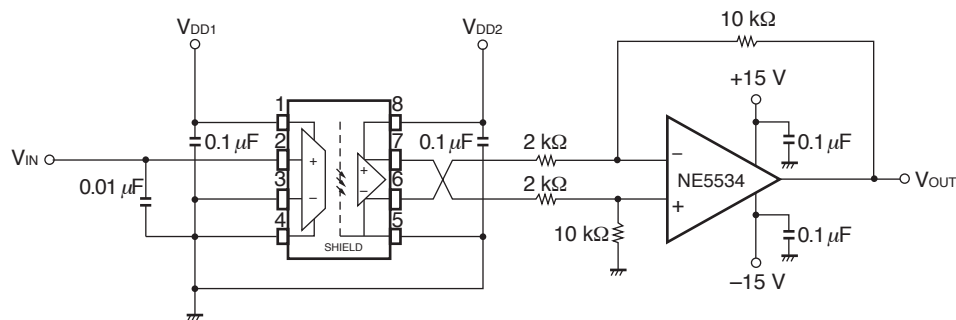 10 kΩ
VDD1
VDD2
+15 V
1
8
2
7
0.1 μF
0.1 μF
2 kΩ
0.1 μF
VIN
+
+
−
−
NE5534
VOUT
0.01 μF
3
6
2 kΩ
+
−
−
4
5
10 kΩ
0.1 μF
SHIELD
–15 V